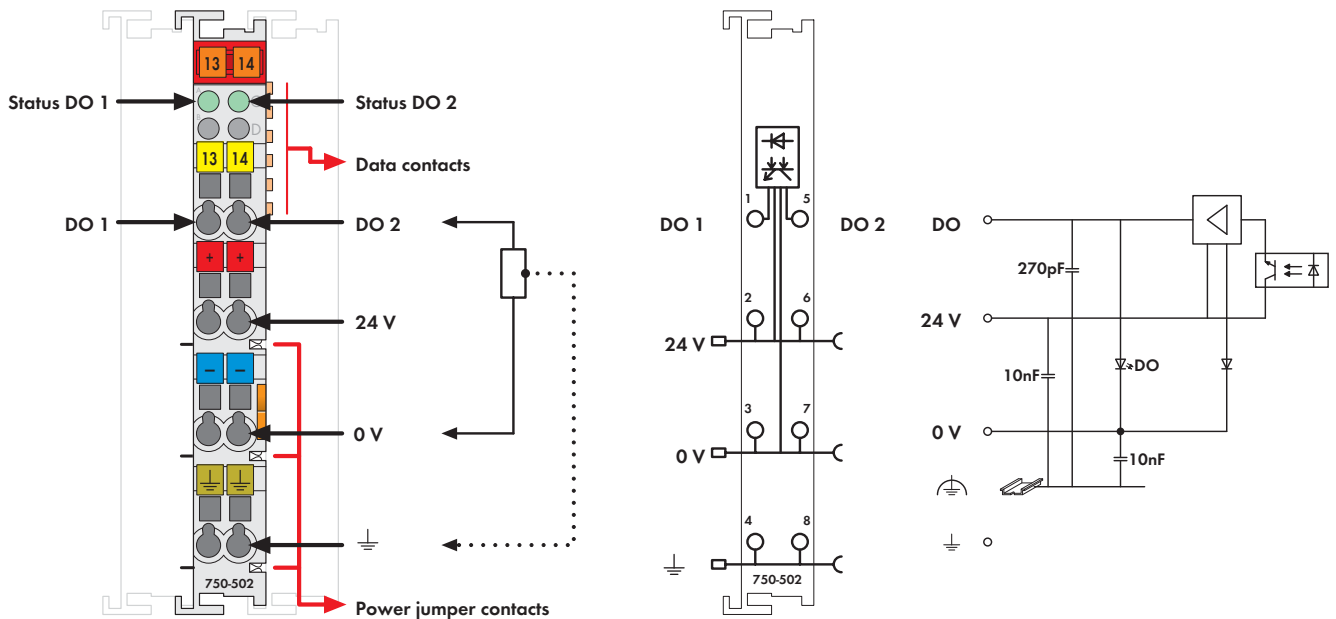 13 14
A
C
Status DO 1
Status DO 2
B
D
13 14
Data contacts
DO 1
DO 2
+ +
24 V
– –
0 V
750-502
Power jumper contacts
1 5
DO 1
DO 2
2 6
24 V
3 7
0 V
4 8
750-502
DO
270pF
24 V
10nF
DO
0 V
10nF